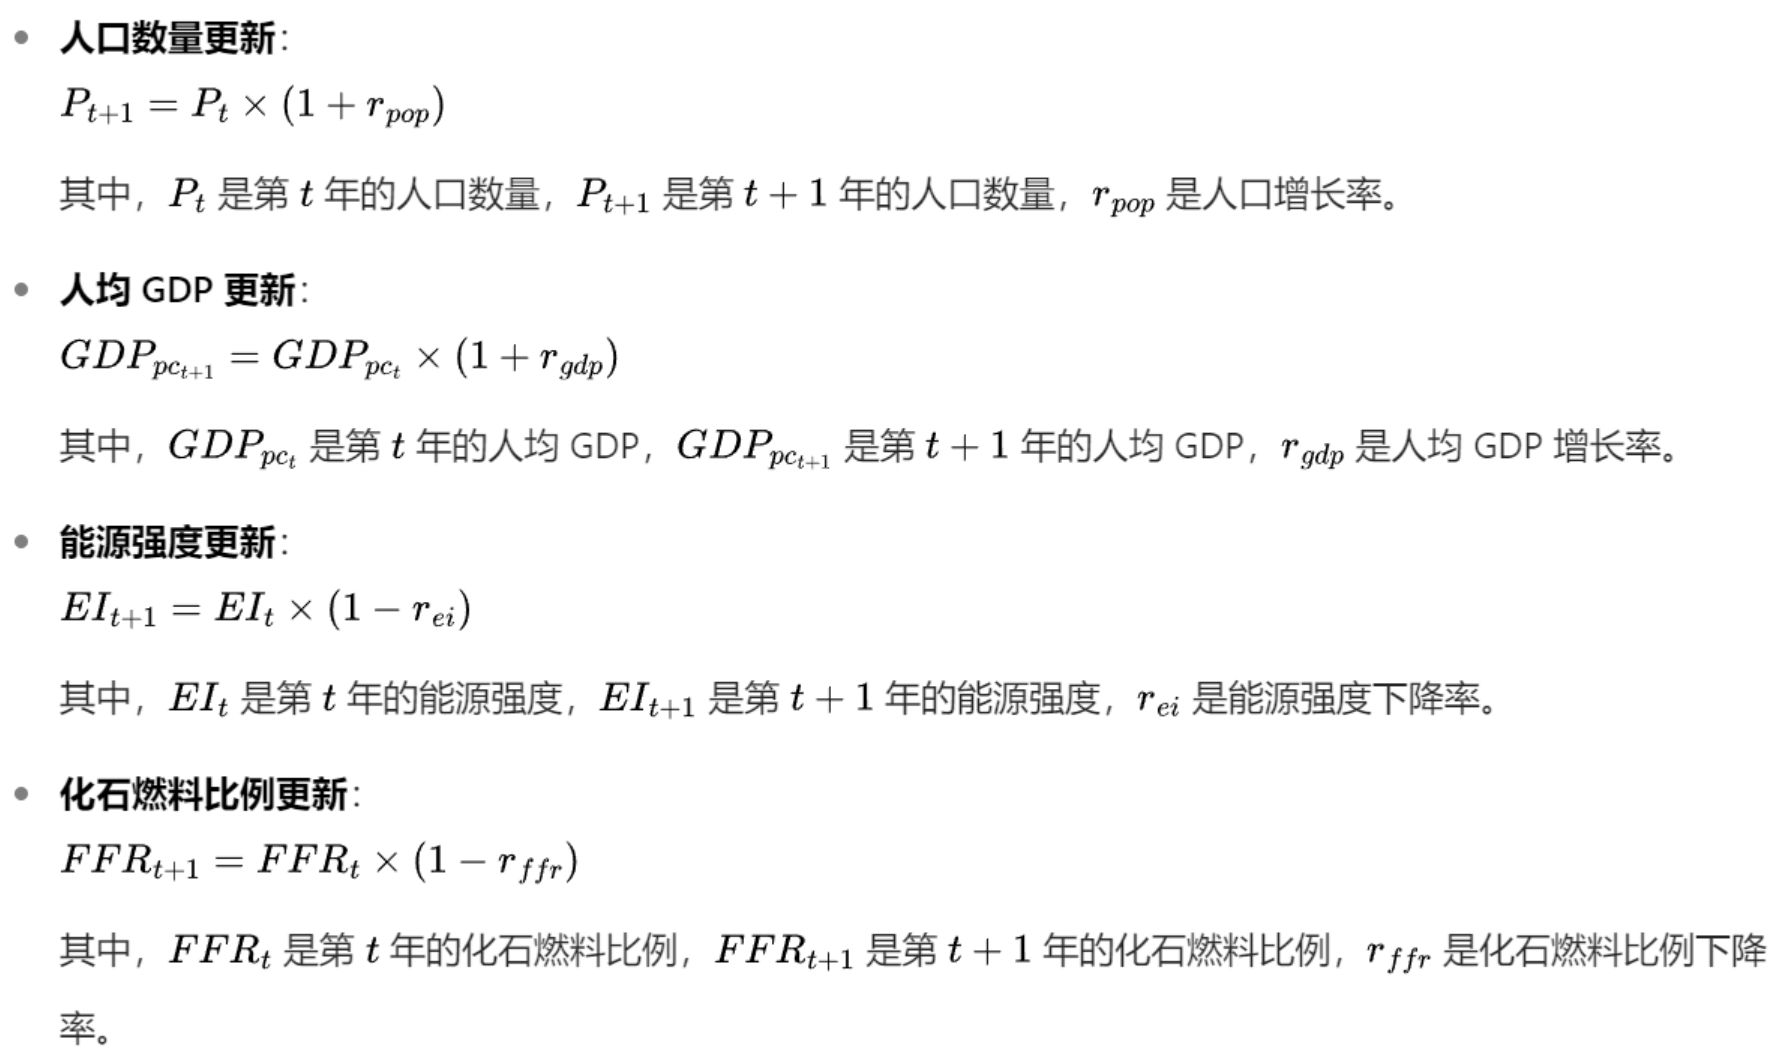 • 人口数量更新：
$P_{t+1} = P_t \times (1 + r_{pop})$
其中，$P_t$ 是第 $t$ 年的人口数量，$P_{t+1}$ 是第 $t+1$ 年的人口数量，$r_{pop}$ 是人口增长率。
• 人均 GDP 更新：
$GDP_{pc_{t+1}} = GDP_{pc_t} \times (1 + r_{gdp})$
其中，$GDP_{pc_t}$ 是第 $t$ 年的人均 GDP，$GDP_{pc_{t+1}}$ 是第 $t+1$ 年的人均 GDP，$r_{gdp}$ 是人均 GDP 增长率。
• 能源强度更新：
$EI_{t+1} = EI_t \times (1 - r_{ei})$
其中，$EI_t$ 是第 $t$ 年的能源强度，$EI_{t+1}$ 是第 $t+1$ 年的能源强度，$r_{ei}$ 是能源强度下降率。
• 化石燃料比例更新：
$FFR_{t+1} = FFR_t \times (1 - r_{ffr})$
其中，$FFR_t$ 是第 $t$ 年的化石燃料比例，$FFR_{t+1}$ 是第 $t+1$ 年的化石燃料比例，$r_{ffr}$ 是化石燃料比例下降
率。